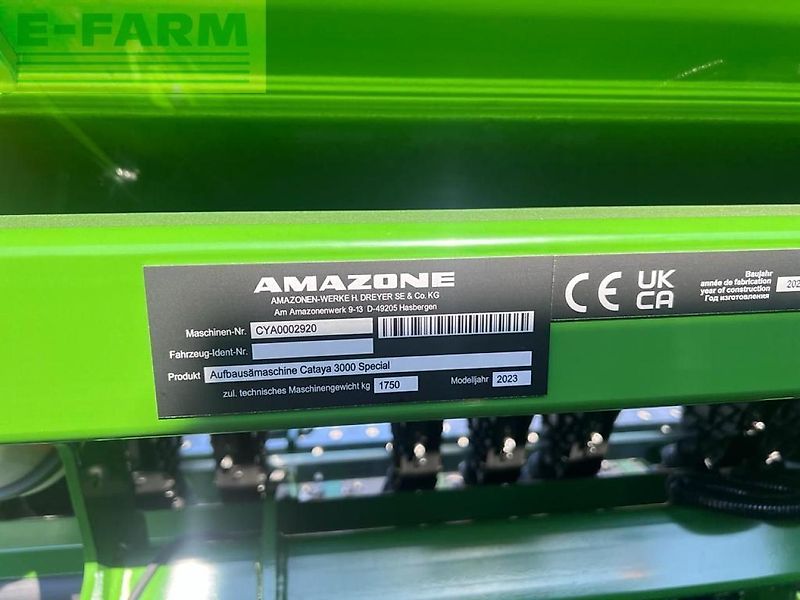 E-FARM
AMAZONE
AMAZONEN-WERKE H. DREYER SE & Co. KG
Am Amazonenwerk 9-13 D-49205 Hasbergen
Maschinen-Nr. CYA0002920
Fahrzeug-Ident-Nr.
Produkt Aufbausämaschine Cataya 3000 Special
zul. technisches Maschinengewicht kg 1750 Modelljahr 2023
CE UK CA
Baujahr
année de fabrication
year of construction
Год изготовления